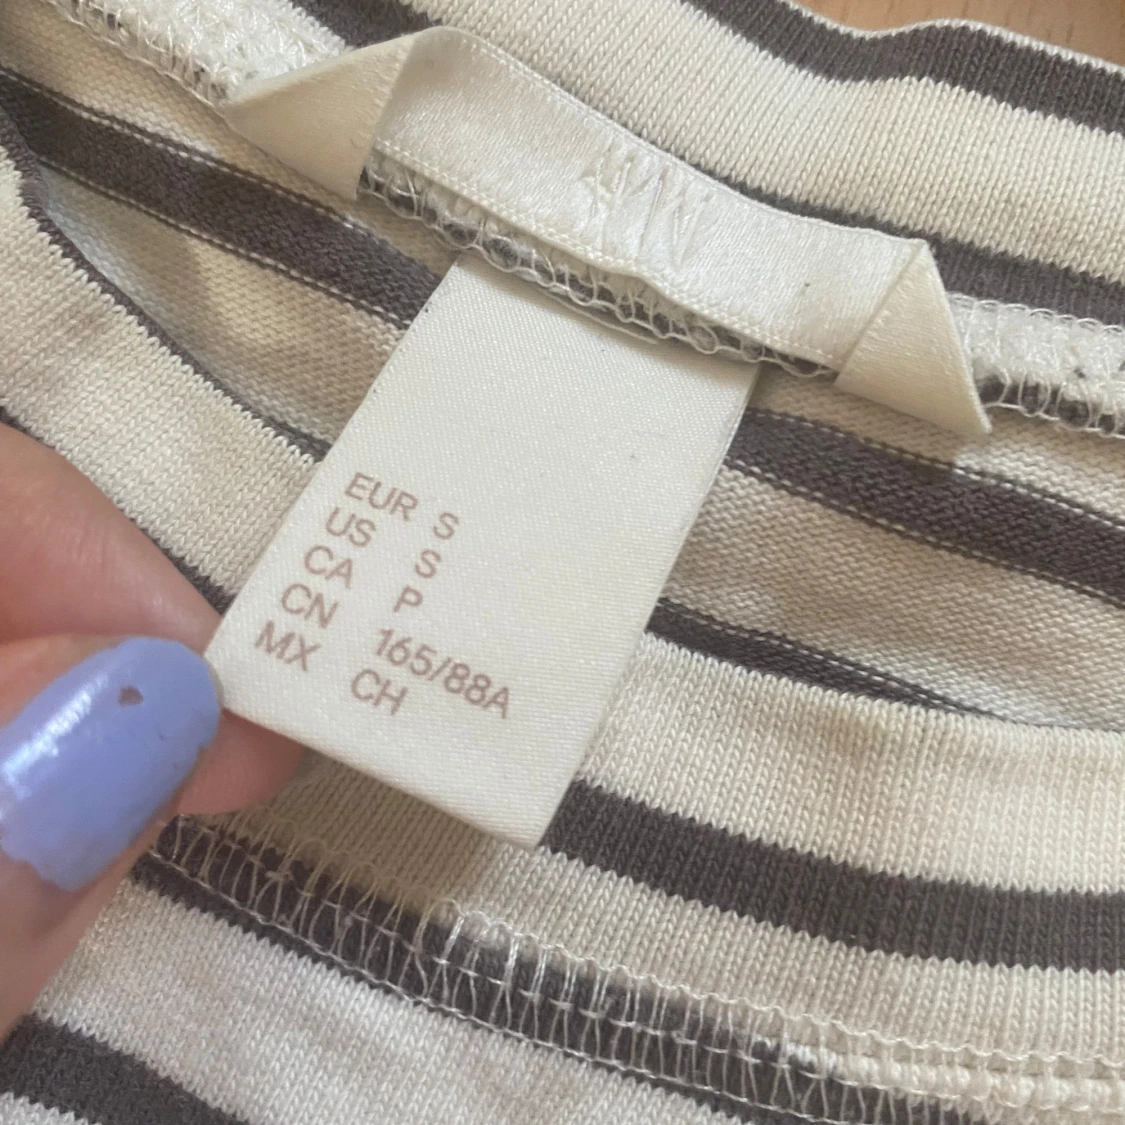 EUR S
US S
CA P
CN 165/88A
MX CH